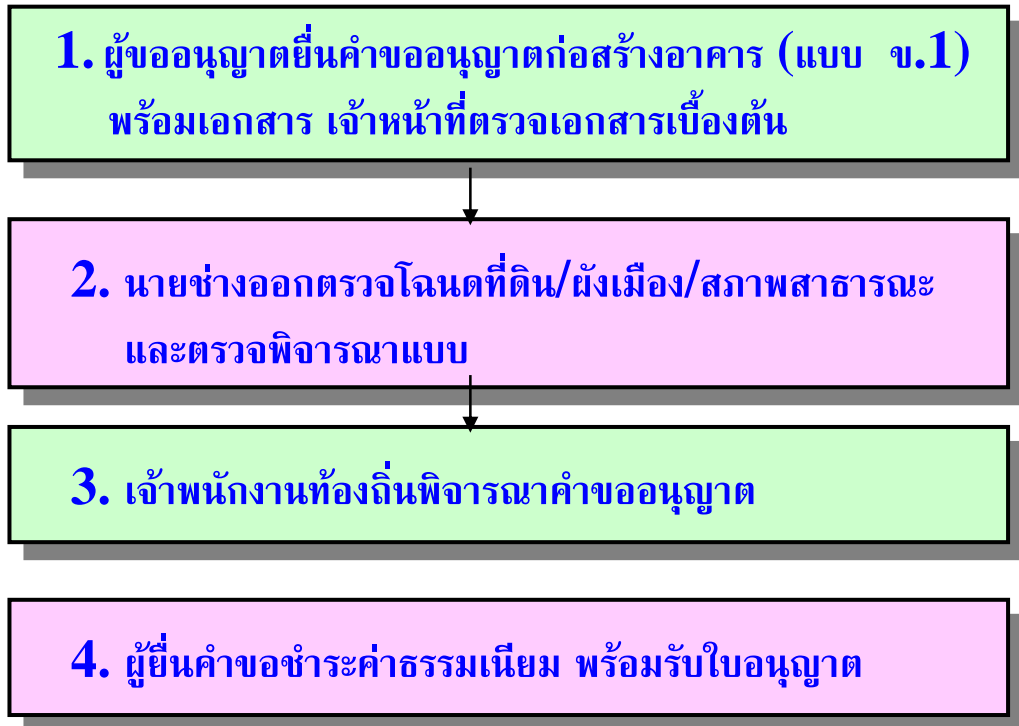 1. ผู้ขออนุญาตยื่นคำขออนุญาตก่อสร้างอาคาร (แบบ ข.1)
พร้อมเอกสาร เจ้าหน้าที่ตรวจเอกสารเบื้องต้น
2. นายช่างออกตรวจโฉนดที่ดิน/ผังเมือง/สภาพสาธารณะ
และตรวจพิจารณาแบบ
3. เจ้าพนักงานท้องถิ่นพิจารณาคำขออนุญาต
4. ผู้ยื่นคำขอชำระค่าธรรมเนียม พร้อมรับใบอนุญาต